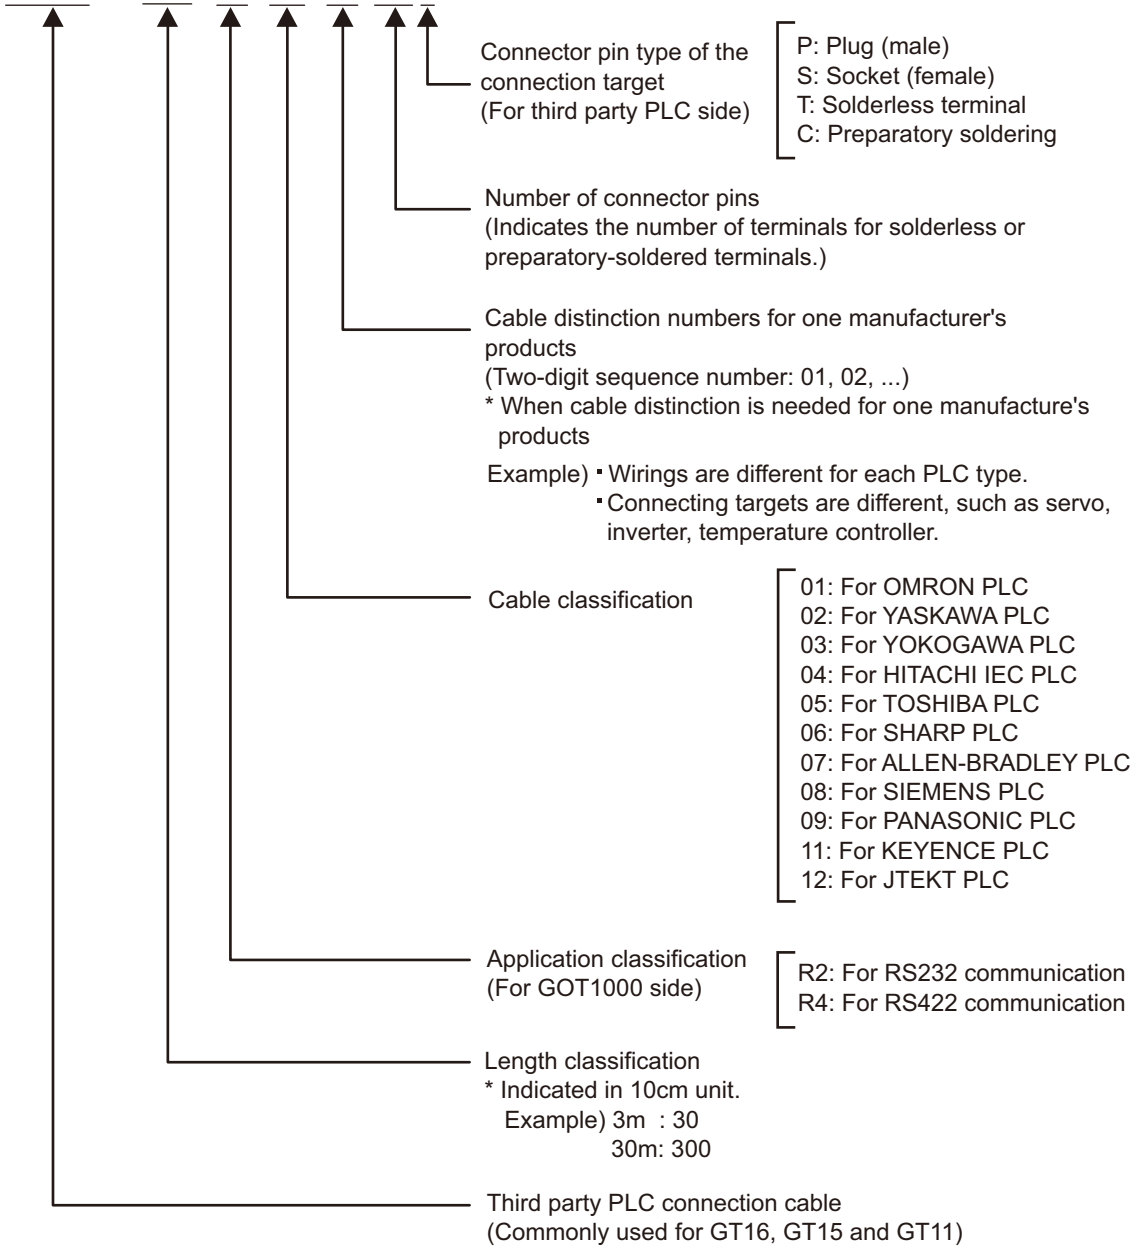 Connector pin type of the
connection target
(For third party PLC side)
P: Plug (male)
S: Socket (female)
T: Solderless terminal
C: Preparatory soldering
Number of connector pins
(Indicates the number of terminals for solderless or
preparatory-soldered terminals.)
Cable distinction numbers for one manufacturer's
products
(Two-digit sequence number: 01, 02, ...)
* When cable distinction is needed for one manufacture's
products
Example) ▪ Wirings are different for each PLC type.
▪ Connecting targets are different, such as servo,
inverter, temperature controller.
Cable classification
01: For OMRON PLC
02: For YASKAWA PLC
03: For YOKOGAWA PLC
04: For HITACHI IEC PLC
05: For TOSHIBA PLC
06: For SHARP PLC
07: For ALLEN-BRADLEY PLC
08: For SIEMENS PLC
09: For PANASONIC PLC
11: For KEYENCE PLC
12: For JTEKT PLC
Application classification
(For GOT1000 side)
R2: For RS232 communication
R4: For RS422 communication
Length classification
* Indicated in 10cm unit.
Example) 3m : 30
30m: 300
Third party PLC connection cable
(Commonly used for GT16, GT15 and GT11)